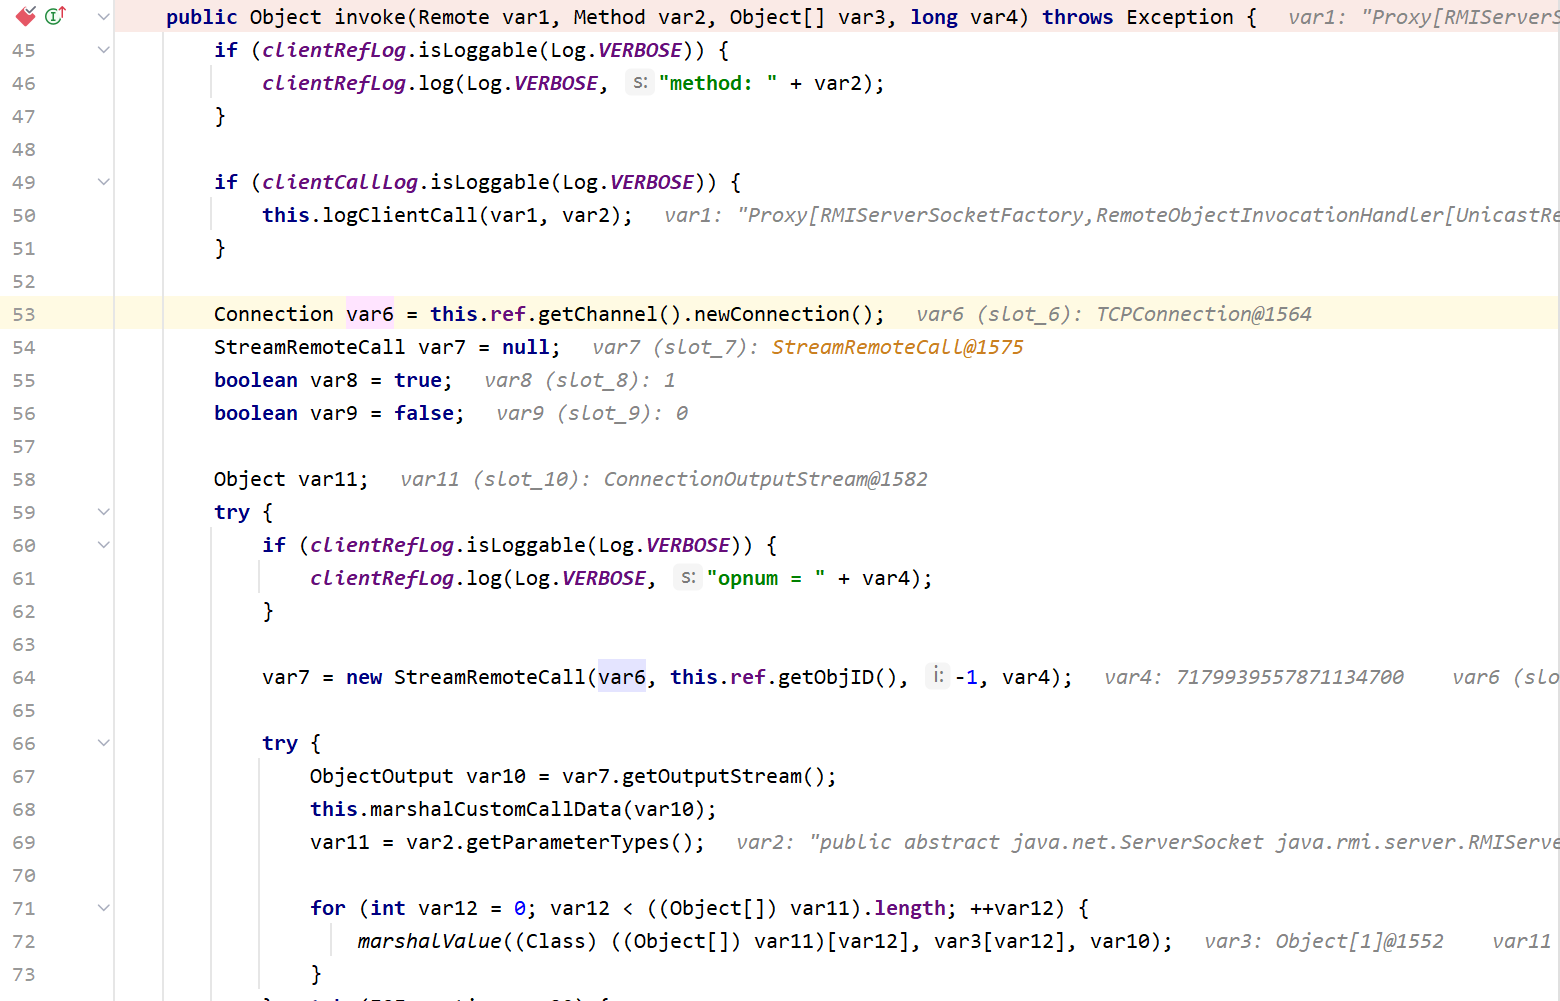 public Object invoke(Remote var1, Method var2, Object[] var3, long var4) throws Exception {   var1: "Proxy[RMIServerS
45 if (clientRefLog.isLoggable(Log.VERBOSE)) {
46 clientRefLog.log(Log.VERBOSE, s: "method: " + var2);
47 }
48
49 if (clientCallLog.isLoggable(Log.VERBOSE)) {
50 this.logClientCall(var1, var2);   var1: "Proxy[RMIServerSocketFactory,RemoteObjectInvocationHandler[UnicastRe
51 }
52
53 Connection var6 = this.ref.getChannel().newConnection();   var6 (slot_6): TCPConnection@1564
54 StreamRemoteCall var7 = null;   var7 (slot_7): StreamRemoteCall@1575
55 boolean var8 = true;   var8 (slot_8): 1
56 boolean var9 = false;   var9 (slot_9): 0
57
58 Object var11;   var11 (slot_10): ConnectionOutputStream@1582
59 try {
60 if (clientRefLog.isLoggable(Log.VERBOSE)) {
61 clientRefLog.log(Log.VERBOSE, s: "opnum = " + var4);
62 }
63
64 var7 = new StreamRemoteCall(var6, this.ref.getObjID(), i: -1, var4);   var4: 7179939557871134700   var6 (slo
65
66 try {
67 ObjectOutput var10 = var7.getOutputStream();
68 this.marshalCustomCallData(var10);
69 var11 = var2.getParameterTypes();   var2: "public abstract java.net.ServerSocket java.rmi.server.RMIServe
70
71 for (int var12 = 0; var12 < ((Object[]) var11).length; ++var12) {
72 marshalValue((Class) ((Object[]) var11)[var12], var3[var12], var10);   var3: Object[1]@1552   var11
73 }